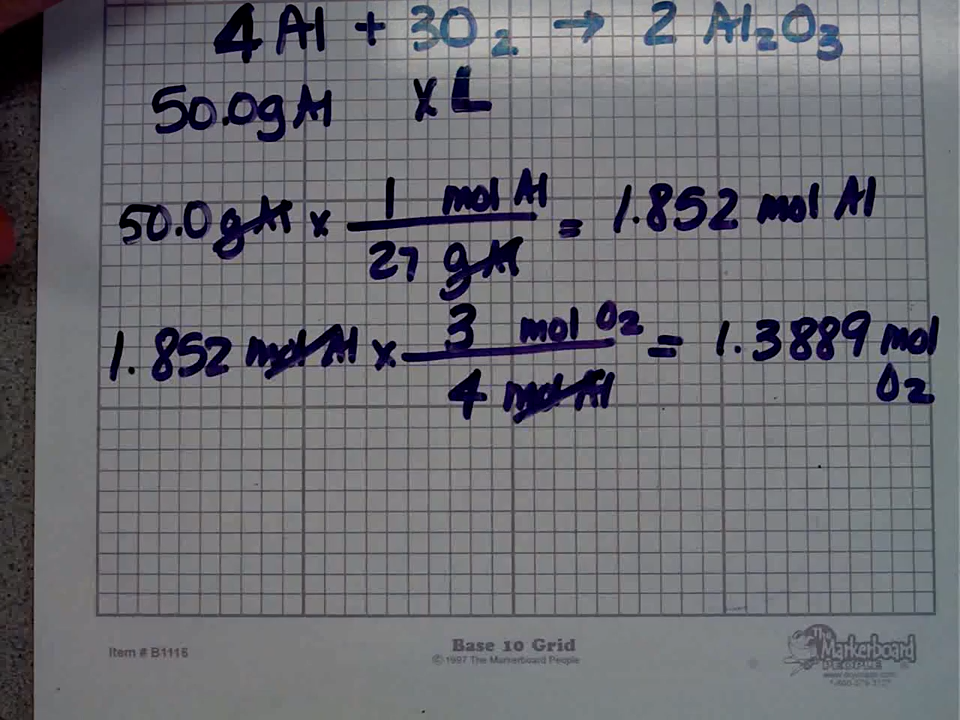 4 Al + 3O2 → 2 Al2O3
50.0g Al x L
50.0 g Al x 1 mol Al / 27 g Al = 1.852 mol Al
1.852 mol Al x 3 mol O2 / 4 mol Al = 1.3889 mol O2
Item # B1116
Base 10 Grid
© 1997 The Markerboard People
The Markerboard PEOPLE